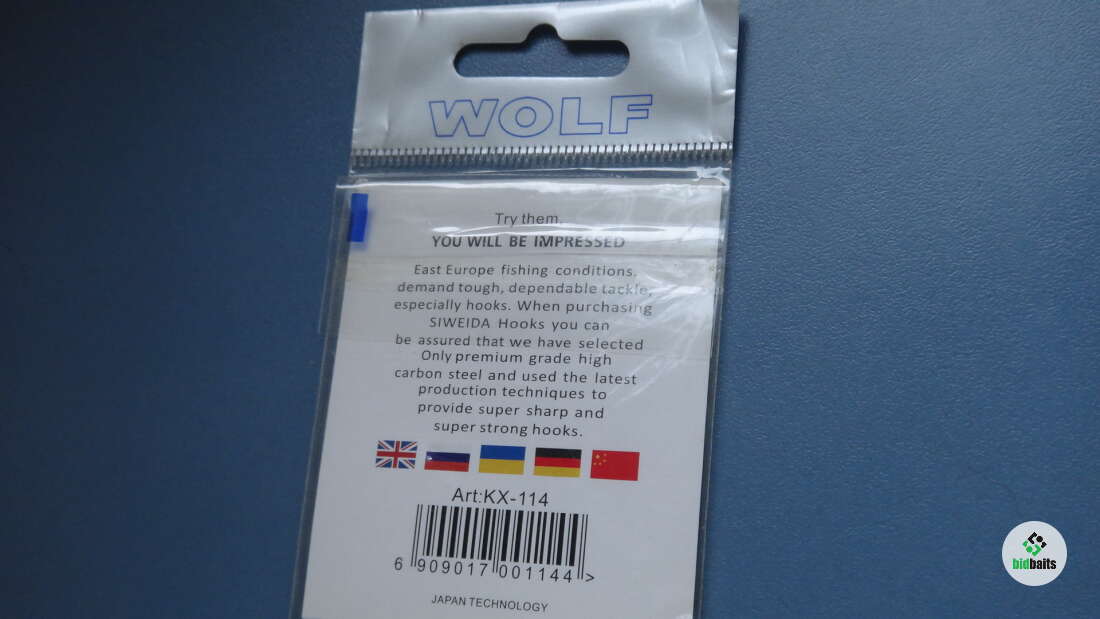 WOLF
Try them.
YOU WILL BE IMPRESSED
East Europe fishing conditions.
demand tough, dependable tackle,
especially hooks. When purchasing
SIWEIDA Hooks you can
be assured that we have selected
Only premium grade high
carbon steel and used the latest
production techniques to
provide super sharp and
super strong hooks.
Art:KX-114
6 909017 001144 >
JAPAN TECHNOLOGY
bidbaits